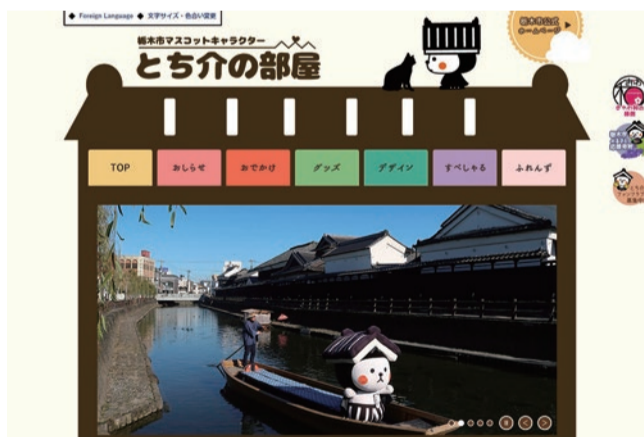 ◆ Foreign Language ◆ 文字サイズ・色合い変更
栃木市マスコットキャラクター
とち介の部屋
栃木市公式
ホームページ
TOP
おしらせ
おでかけ
グッズ
デザイン
すぺしゃる
ふれんず